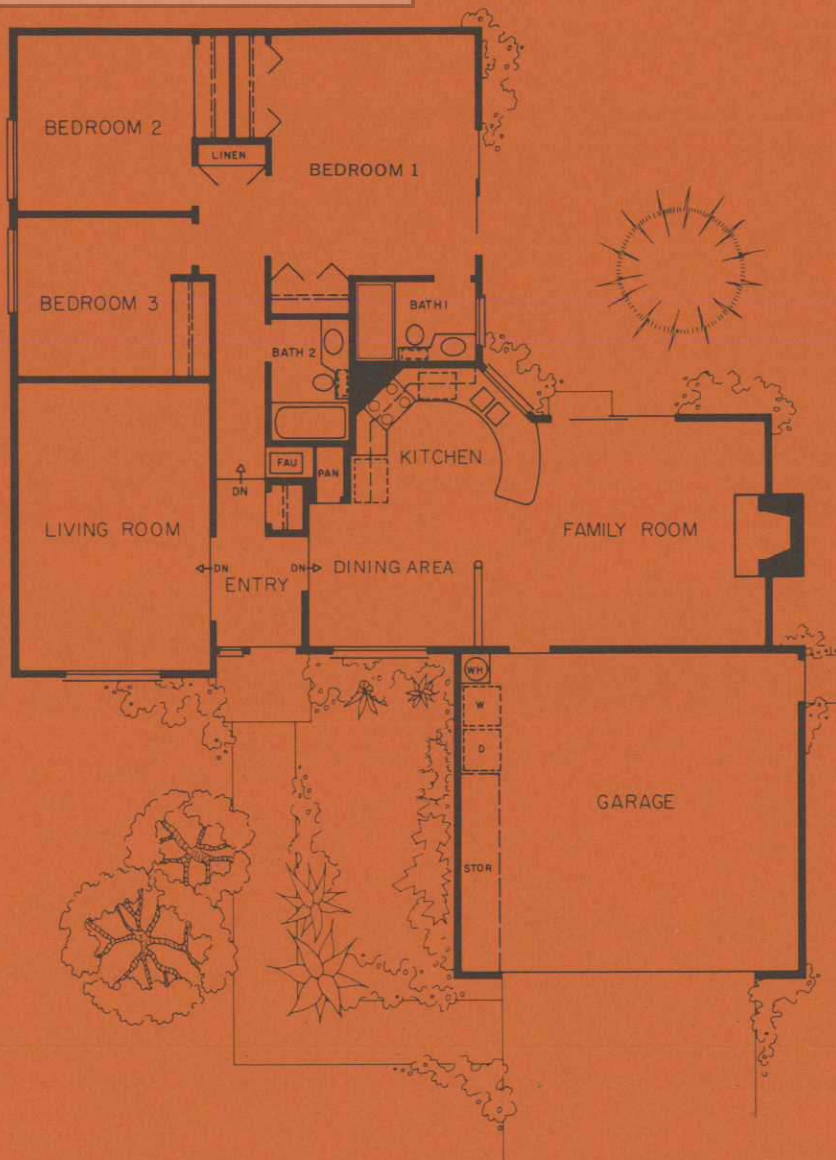 BEDROOM 2
LINEN
BEDROOM 1
BEDROOM 3
BATH 1
BATH 2
KITCHEN
FAU
PAN
DN
LIVING ROOM
FAMILY ROOM
DN
DN
DINING AREA
ENTRY
WH
W
D
GARAGE
STOR